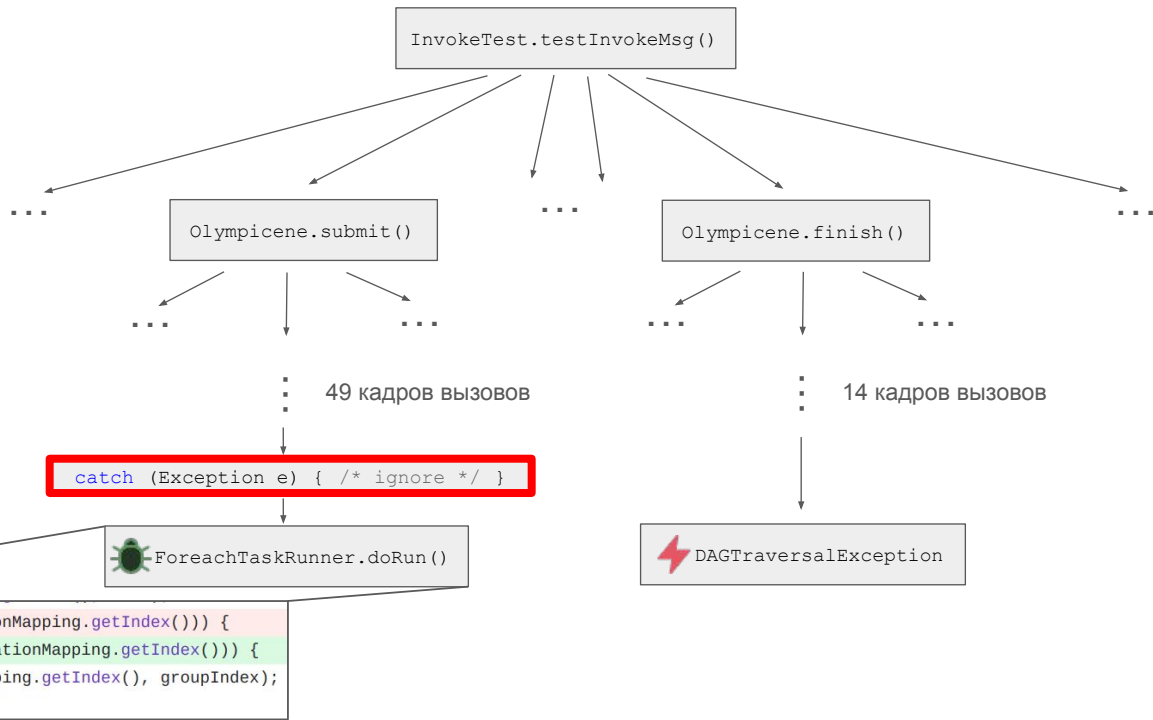 InvokeTest.testInvokeMsg()
... ... ...
Olympicene.submit() Olympicene.finish()
... ... ... ...
49 кадров вызовов 14 кадров вызовов
catch (Exception e) { /* ignore */ }
ForeachTaskRunner.doRun() DAGTraversalException
onMapping.getIndex())) {
ationMapping.getIndex())) {
ping.getIndex(), groupIndex);